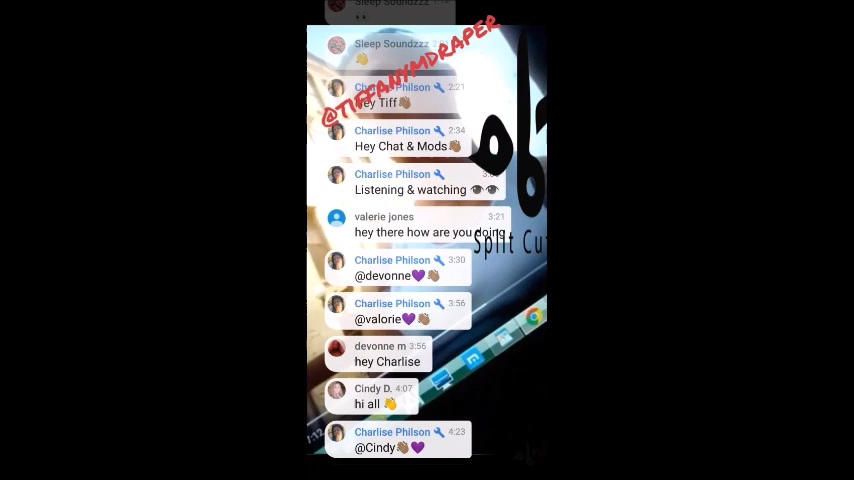 Sleep Soundzzz
👋
@TIFFANYMDRAPER
Charlise Philson 🔧 2:21
Hey Tiff👋🏽
Charlise Philson 🔧 2:34
Hey Chat & Mods👋🏽
Charlise Philson 🔧
Listening & watching 👁️👁️
valerie jones 3:21
hey there how are you doing
Split Cu
Charlise Philson 🔧 3:30
@devonne💜👋🏽
Charlise Philson 🔧 3:56
@valorie💜👋🏽
devonne m 3:56
hey Charlise
Cindy D. 4:07
hi all 👋
Charlise Philson 🔧 4:23
@Cindy👋🏽💜